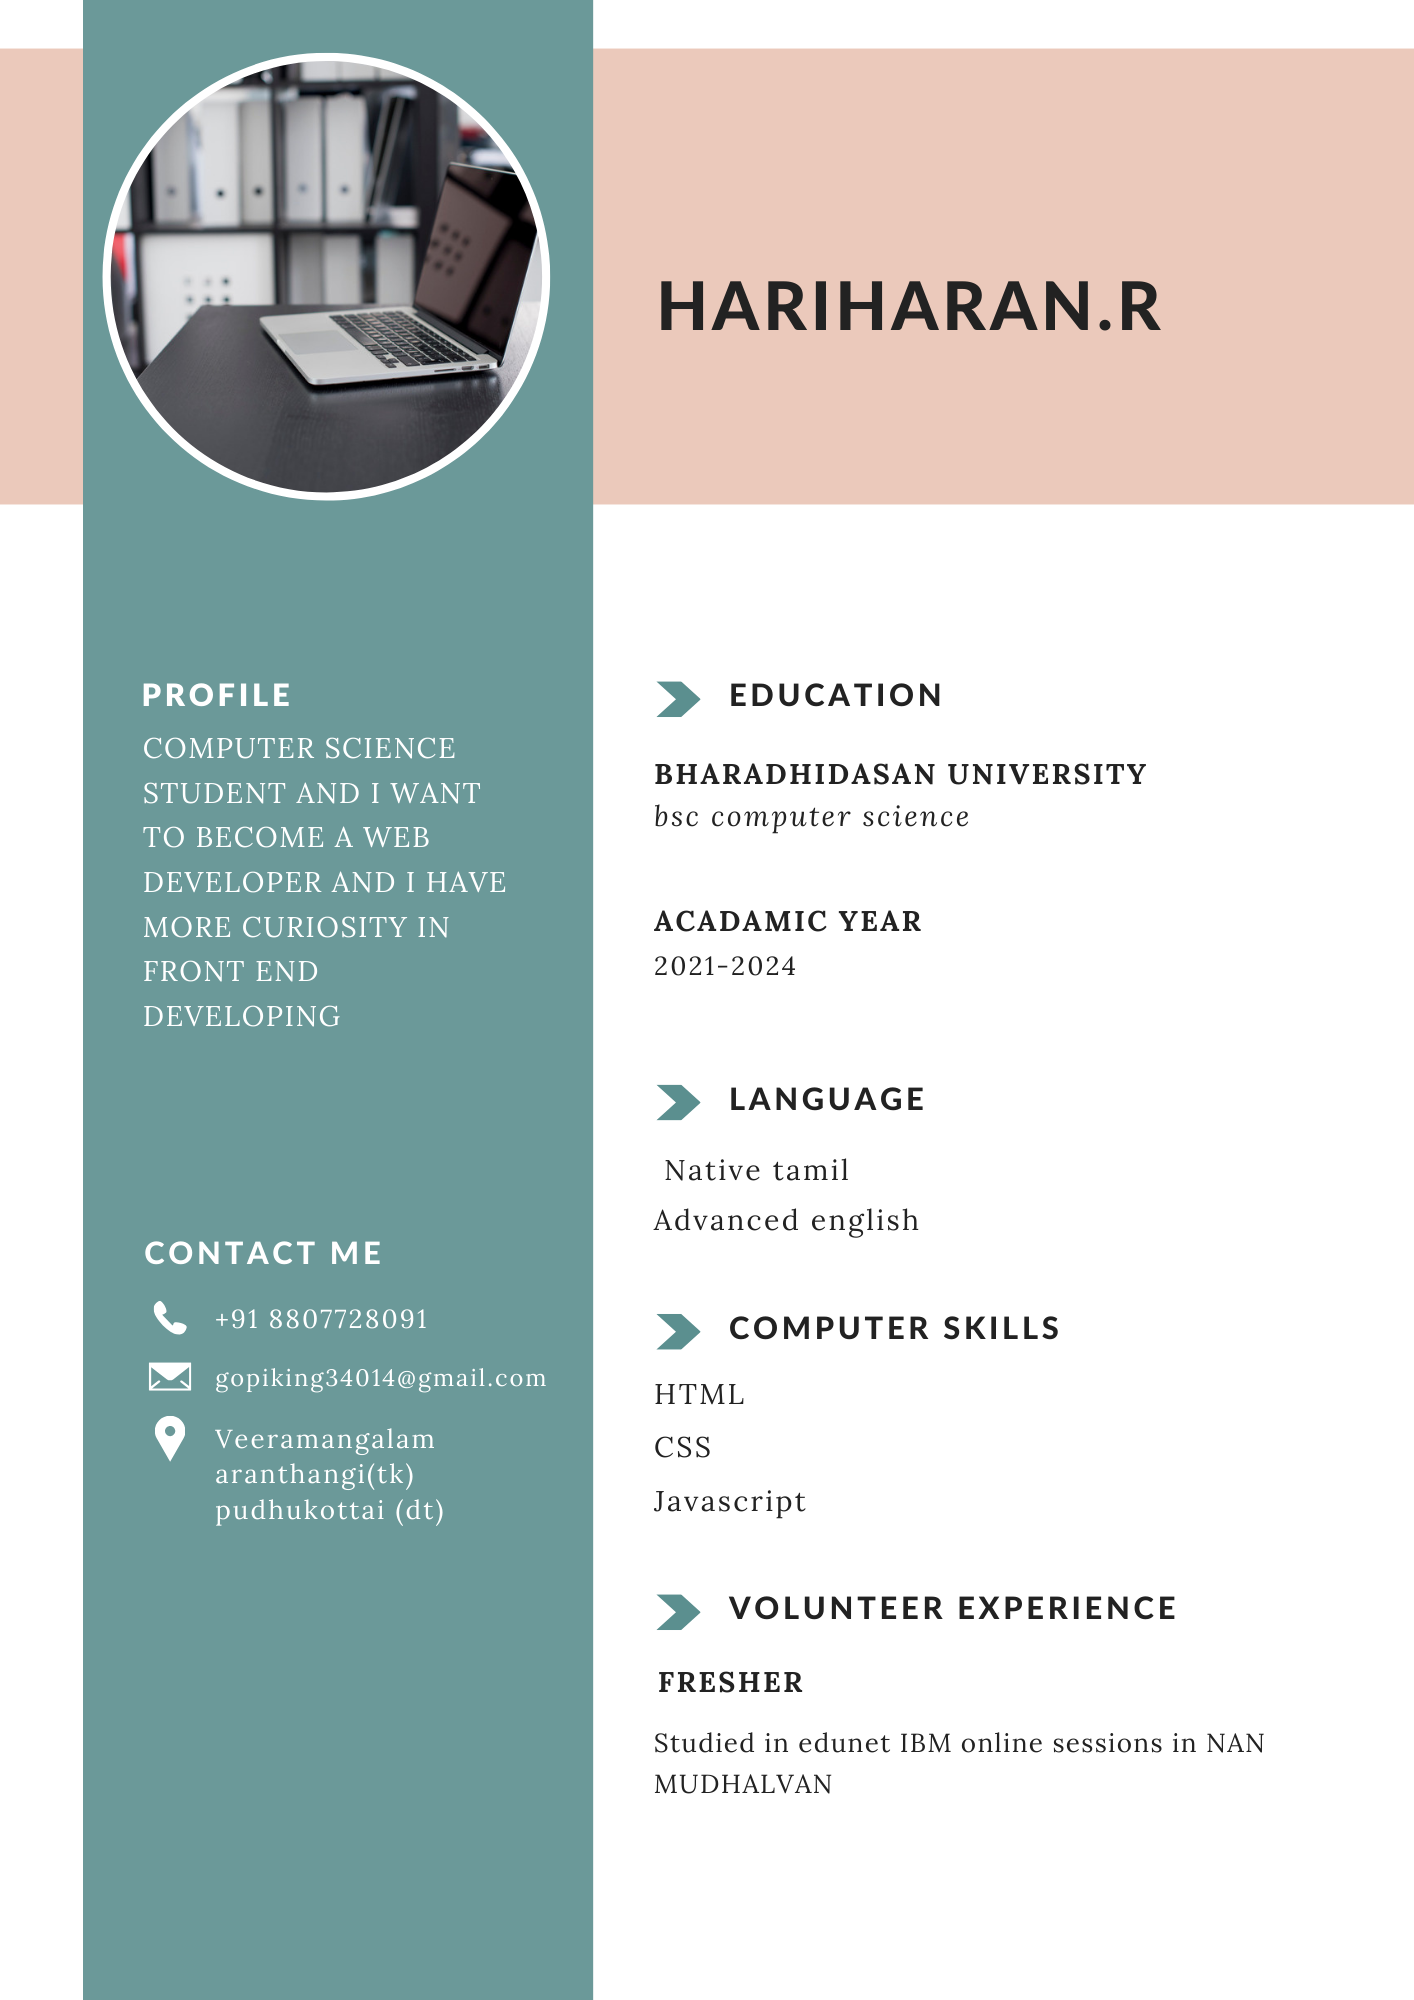 HARIHARAN.R
PROFILE
COMPUTER SCIENCE
STUDENT AND I WANT
TO BECOME A WEB
DEVELOPER AND I HAVE
MORE CURIOSITY IN
FRONT END
DEVELOPING
CONTACT ME
+91 8807728091
gopiking34014@gmail.com
Veeramangalam
aranthangi(tk)
pudhukottai (dt)
EDUCATION
BHARADHIDASAN UNIVERSITY
bsc computer science
ACADAMIC YEAR
2021-2024
LANGUAGE
Native tamil
Advanced english
COMPUTER SKILLS
HTML
CSS
Javascript
VOLUNTEER EXPERIENCE
FRESHER
Studied in edunet IBM online sessions in NAN
MUDHALVAN